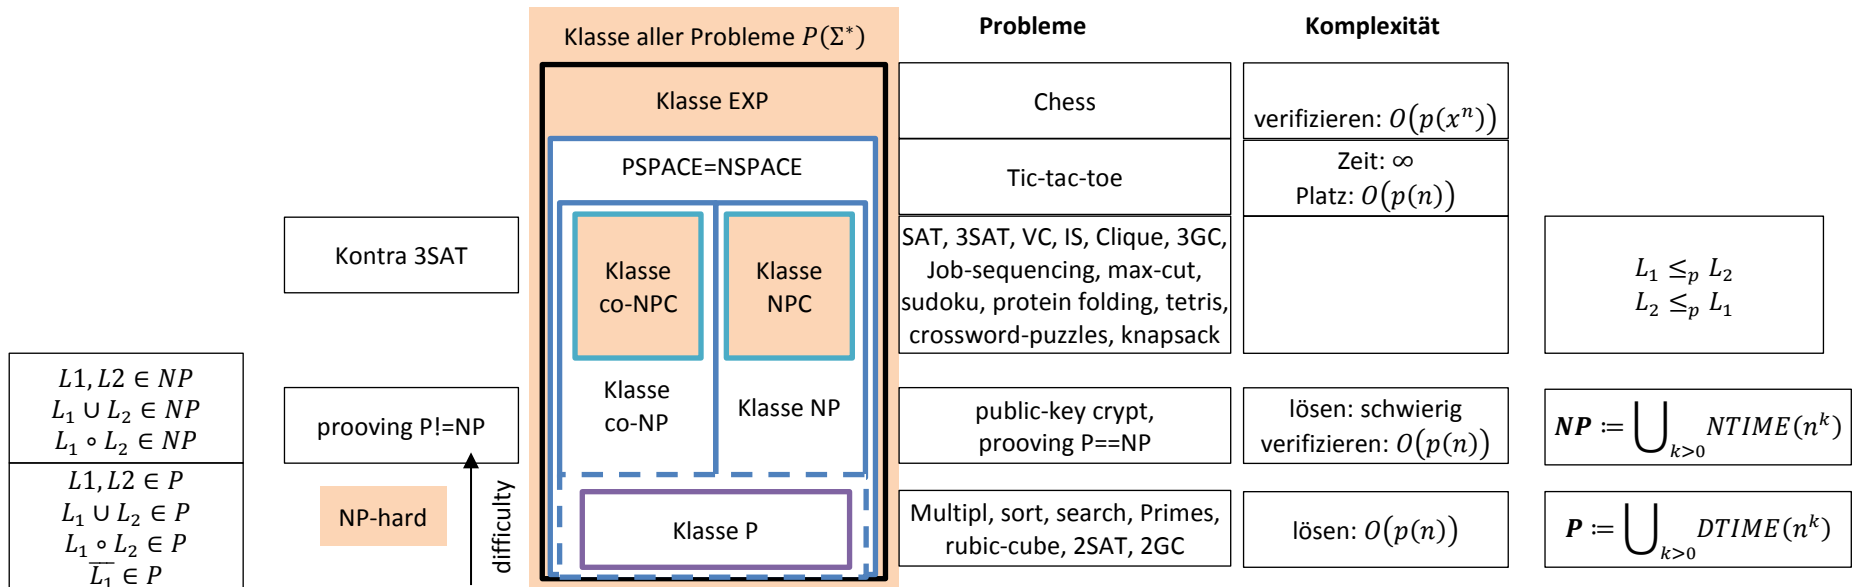 Probleme
Komplexität
Klasse aller Probleme P(Σ*)
Klasse EXP
Chess
verifizieren: O(p(xⁿ))
PSPACE=NSPACE
Tic-tac-toe
Zeit: ∞
Platz: O(p(n))
Kontra 3SAT
Klasse
co-NPC
Klasse
NPC
SAT, 3SAT, VC, IS, Clique, 3GC,
Job-sequencing, max-cut,
sudoku, protein folding, tetris,
crossword-puzzles, knapsack
L₁ ≤ₚ L₂
L₂ ≤ₚ L₁
L1, L2 ∈ NP
L₁ ∪ L₂ ∈ NP
L₁ ∘ L₂ ∈ NP
prooving P!=NP
Klasse
co-NP
Klasse NP
public-key crypt,
prooving P==NP
lösen: schwierig
verifizieren: O(p(n))
NP ≔ ⋃ₖ>₀ NTIME(nᵏ)
L1, L2 ∈ P
L₁ ∪ L₂ ∈ P
L₁ ∘ L₂ ∈ P
L̅₁ ∈ P
NP-hard
difficulty
Klasse P
Multipl, sort, search, Primes,
rubic-cube, 2SAT, 2GC
lösen: O(p(n))
P ≔ ⋃ₖ>₀ DTIME(nᵏ)